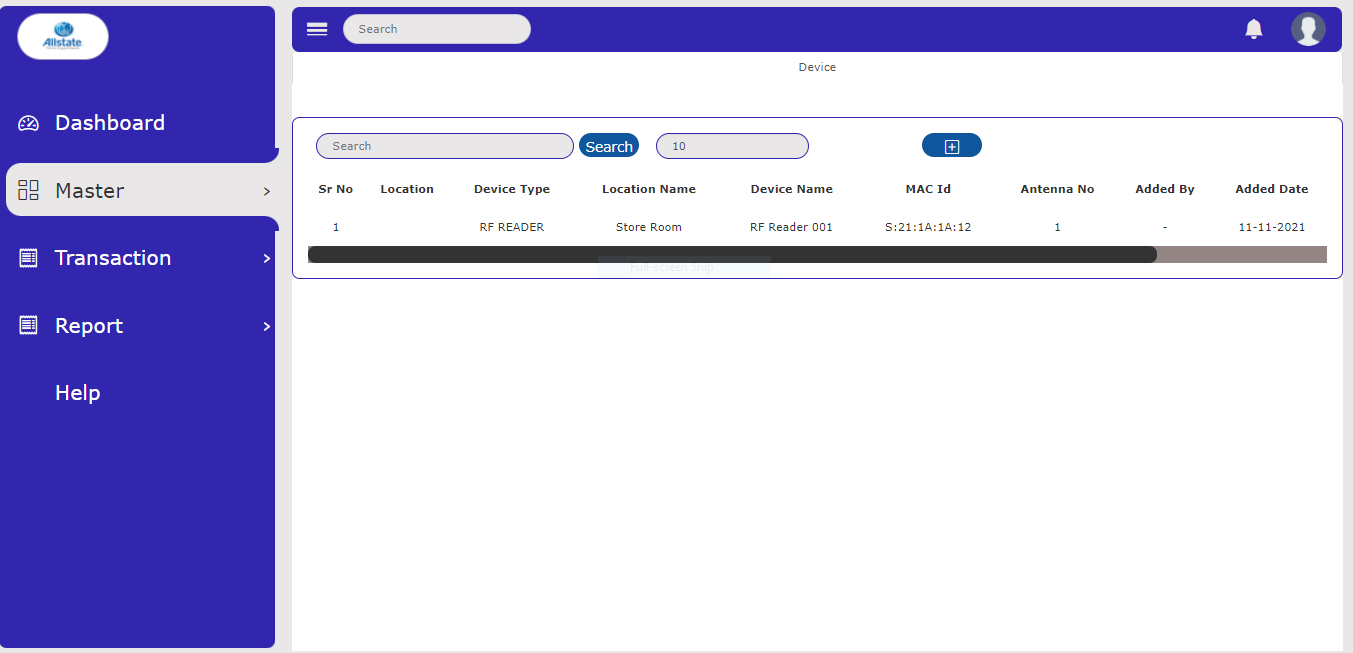 Allstate
Search
Device
Dashboard
Master
Transaction
Report
Help
Search Search 10
Sr No Location Device Type Location Name Device Name MAC Id Antenna No Added By Added Date
1 RF READER Store Room RF Reader 001 S:21:1A:1A:12 1 - 11-11-2021
Full-screen Snip